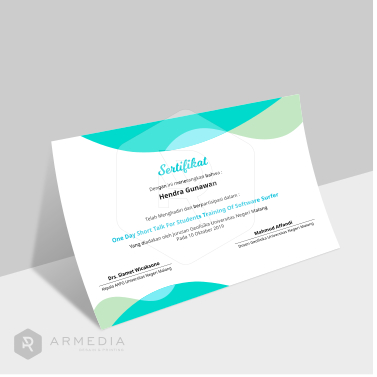 Sertifikat
Dengan ini menerangkan bahwa :
Hendra Gunawan
Telah Menghadiri dan Berpartisipasi dalam :
One Day Short Talk For Students Training Of Software Surfer
Yang diadakan oleh Jurusan Geofisika Universitas Negeri Malang
Pada 10 Oktober 2019
Drs. Slamet Wicaksono
Kepala MIPA Universitas Negeri Malang
Mahmud Affandi
Dosen Geofisika Universitas Negeri Malang
ARMEDIA
DESIGN & PRINTING